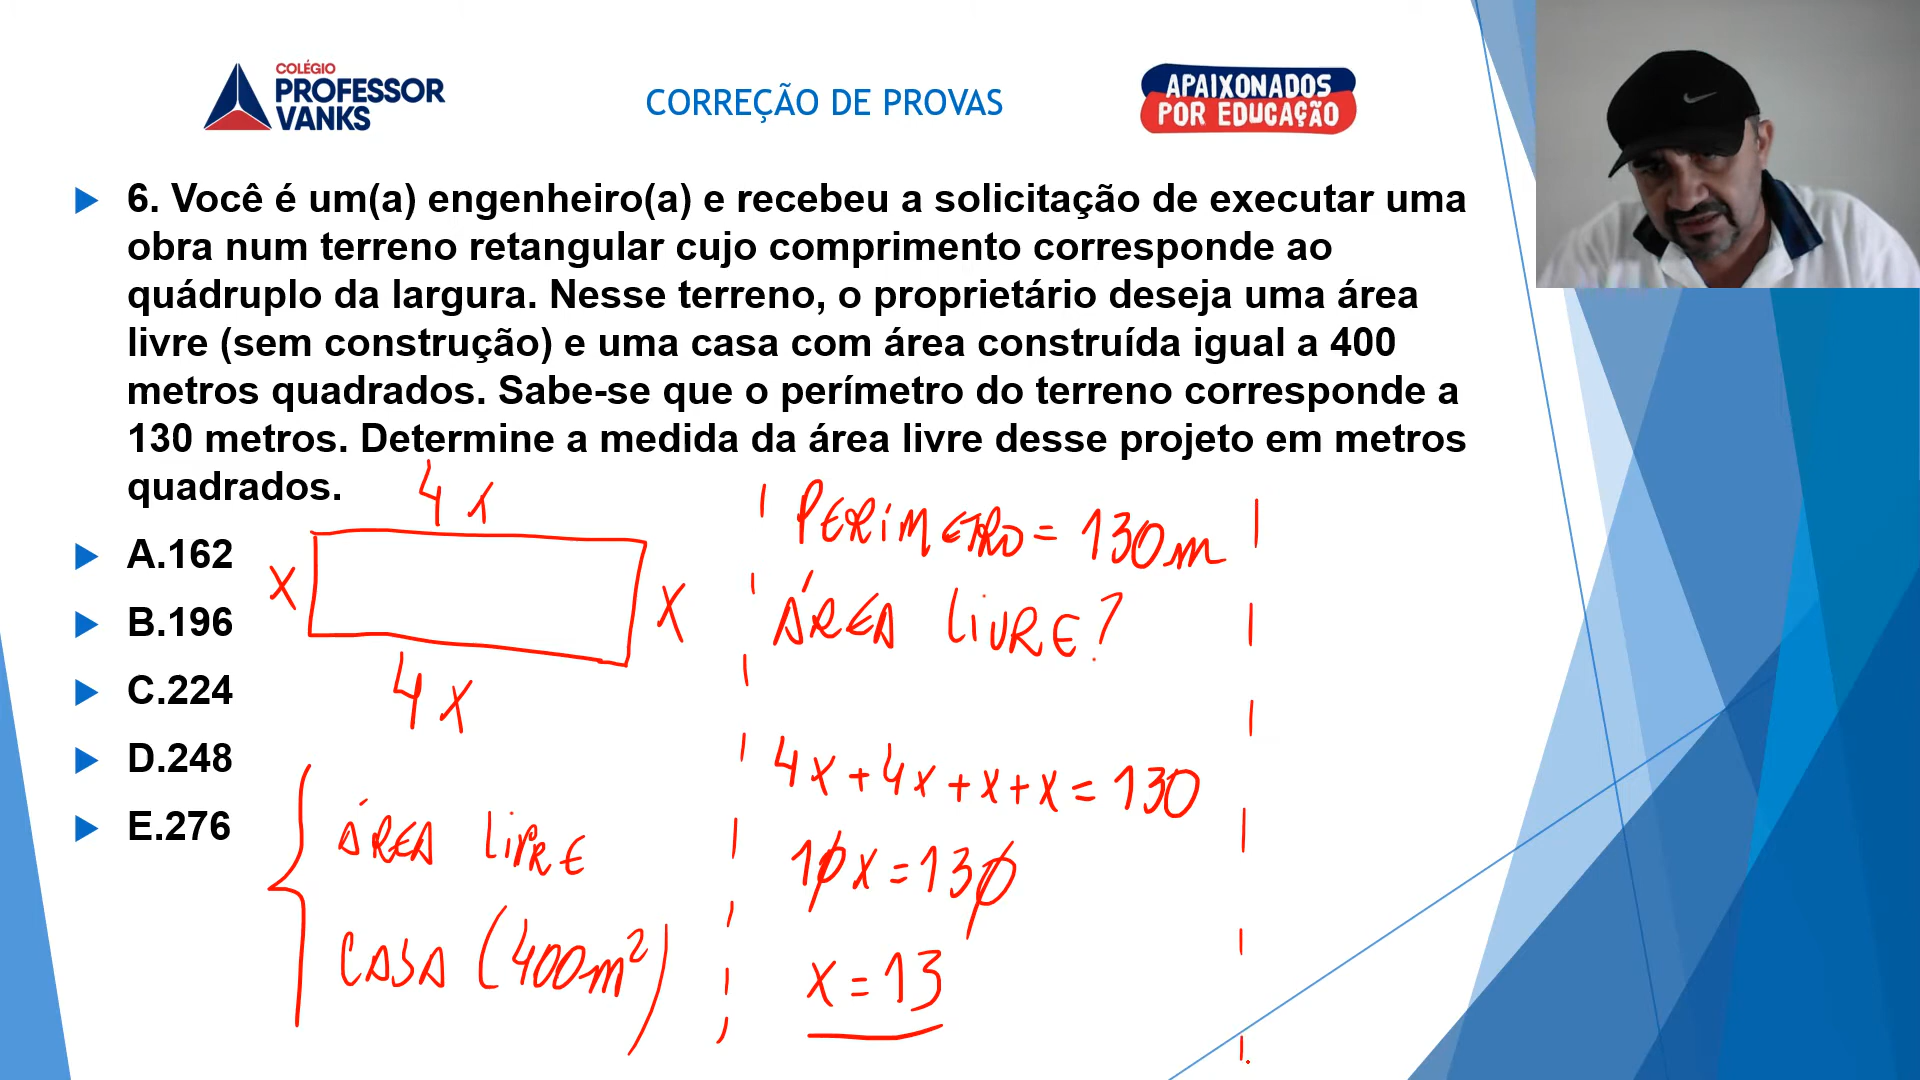 COLÉGIO
PROFESSOR
VANKS
CORREÇÃO DE PROVAS
APAIXONADOS
POR EDUCAÇÃO
6. Você é um(a) engenheiro(a) e recebeu a solicitação de executar uma
obra num terreno retangular cujo comprimento corresponde ao
quádruplo da largura. Nesse terreno, o proprietário deseja uma área
livre (sem construção) e uma casa com área construída igual a 400
metros quadrados. Sabe-se que o perímetro do terreno corresponde a
130 metros. Determine a medida da área livre desse projeto em metros
quadrados.
A.162
B.196
C.224
D.248
E.276
4x
x
x
4x
ÁREA LIVRE
CASA (400m²)
PERÍMETRO = 130m
ÁREA LIVRE?
4x+4x+x+x=130
10x=130
x=13